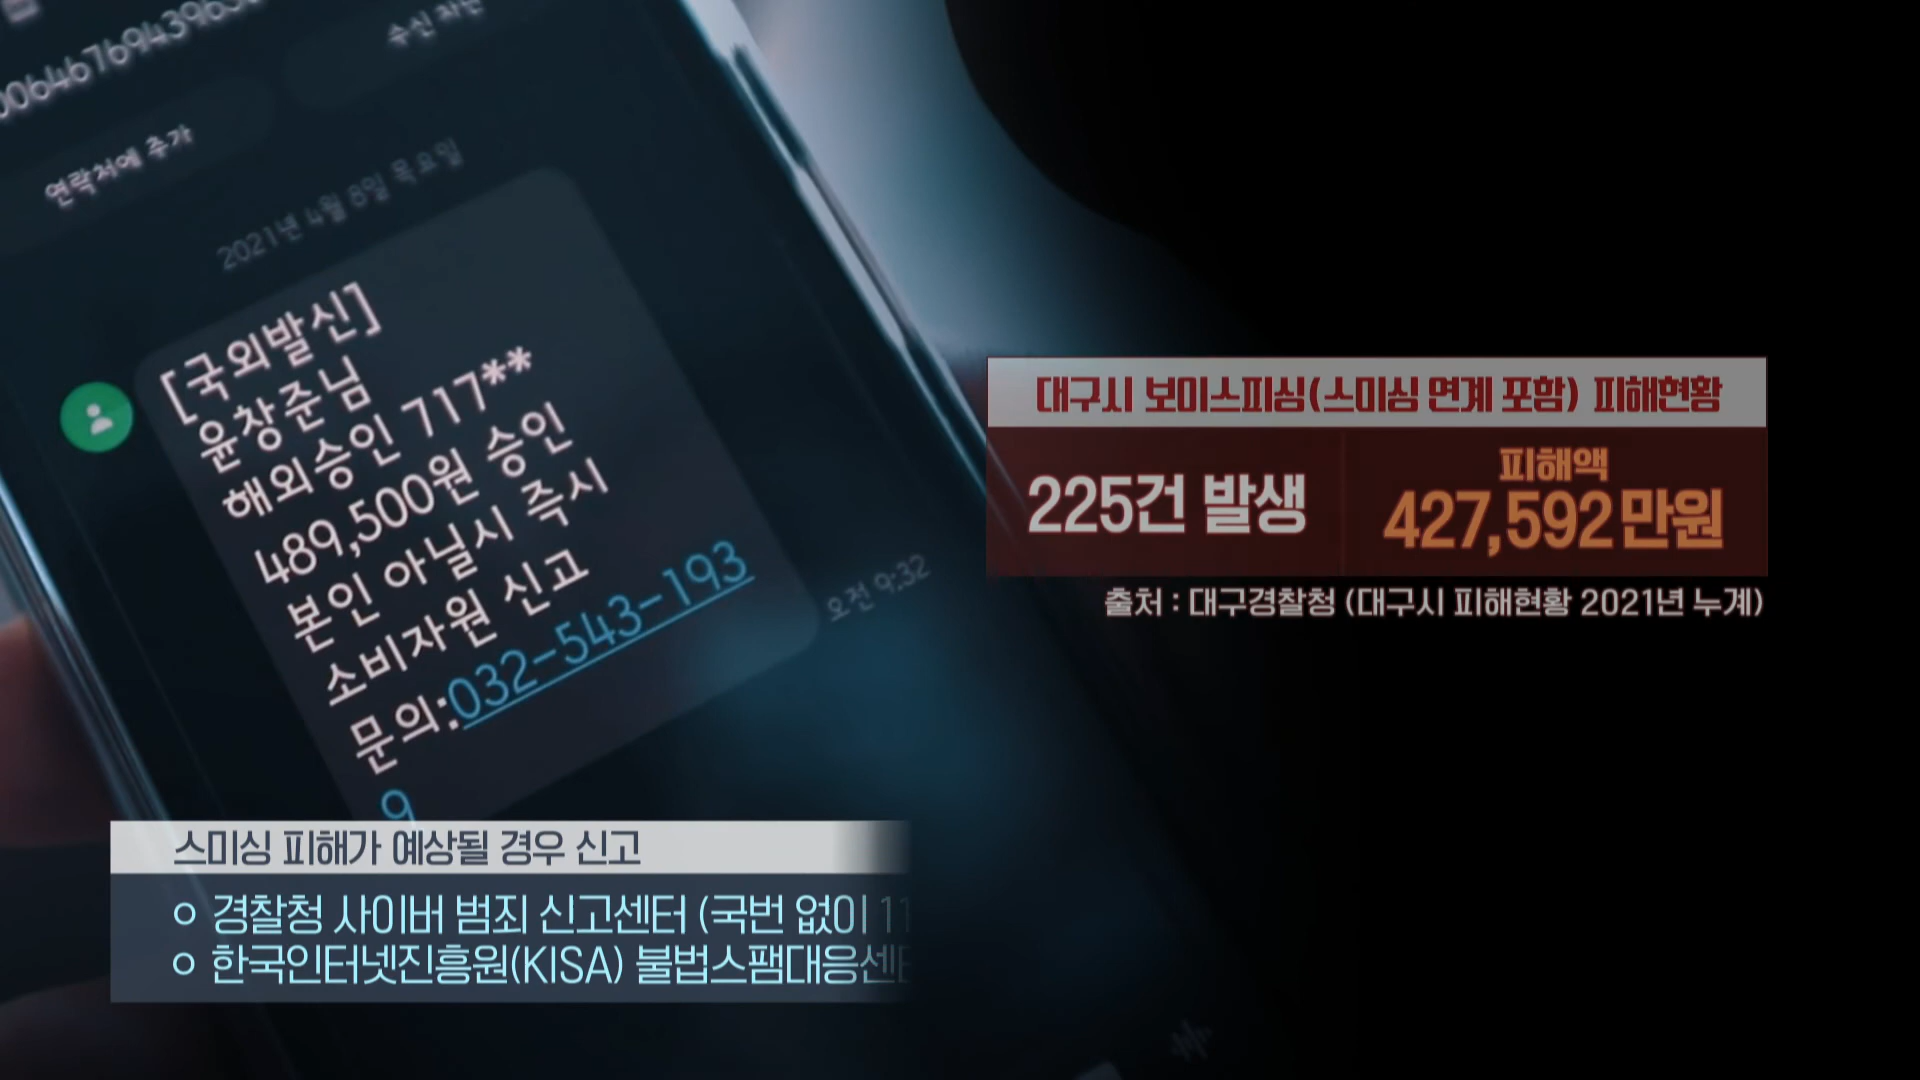 수신 차단
연락처에 추가
2021년 4월 8일 목요일
[국외발신]
윤창준님
해외승인 717**
489,500원 승인
본인 아닐시 즉시
소비자원 신고
문의:032-543-193
9
오전 9:32
대구시 보이스피싱(스미싱 연계 포함) 피해현황
225건 발생
피해액
427,592만원
출처 : 대구경찰청 (대구시 피해현황 2021년 누계)
스미싱 피해가 예상될 경우 신고
경찰청 사이버 범죄 신고센터 (국번 없이 11
한국인터넷진흥원(KISA) 불법스팸대응센터